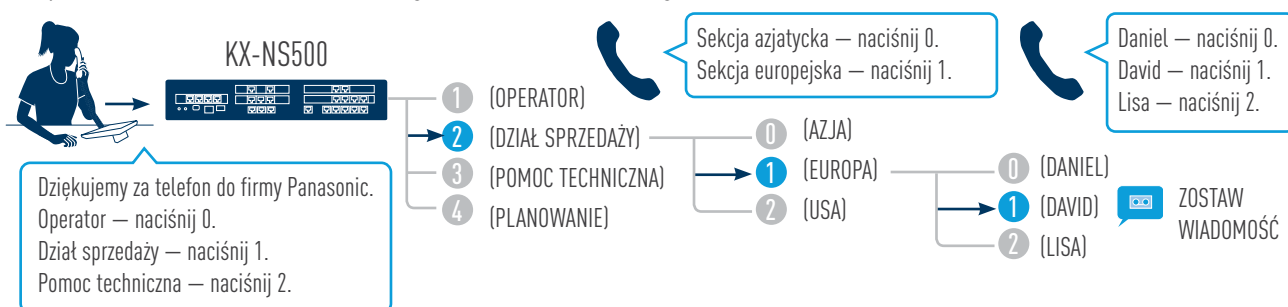 KX-NS500
Dziękujemy za telefon do firmy Panasonic.
Operator — naciśnij 0.
Dział sprzedaży — naciśnij 1.
Pomoc techniczna — naciśnij 2.
1 (OPERATOR)
2 (DZIAŁ SPRZEDAŻY)
3 (POMOC TECHNICZNA)
4 (PLANOWANIE)
Sekcja azjatycka — naciśnij 0.
Sekcja europejska — naciśnij 1.
0 (AZJA)
1 (EUROPA)
2 (USA)
Daniel — naciśnij 0.
David — naciśnij 1.
Lisa — naciśnij 2.
0 (DANIEL)
1 (DAVID)
2 (LISA)
ZOSTAW
WIADOMOŚĆ